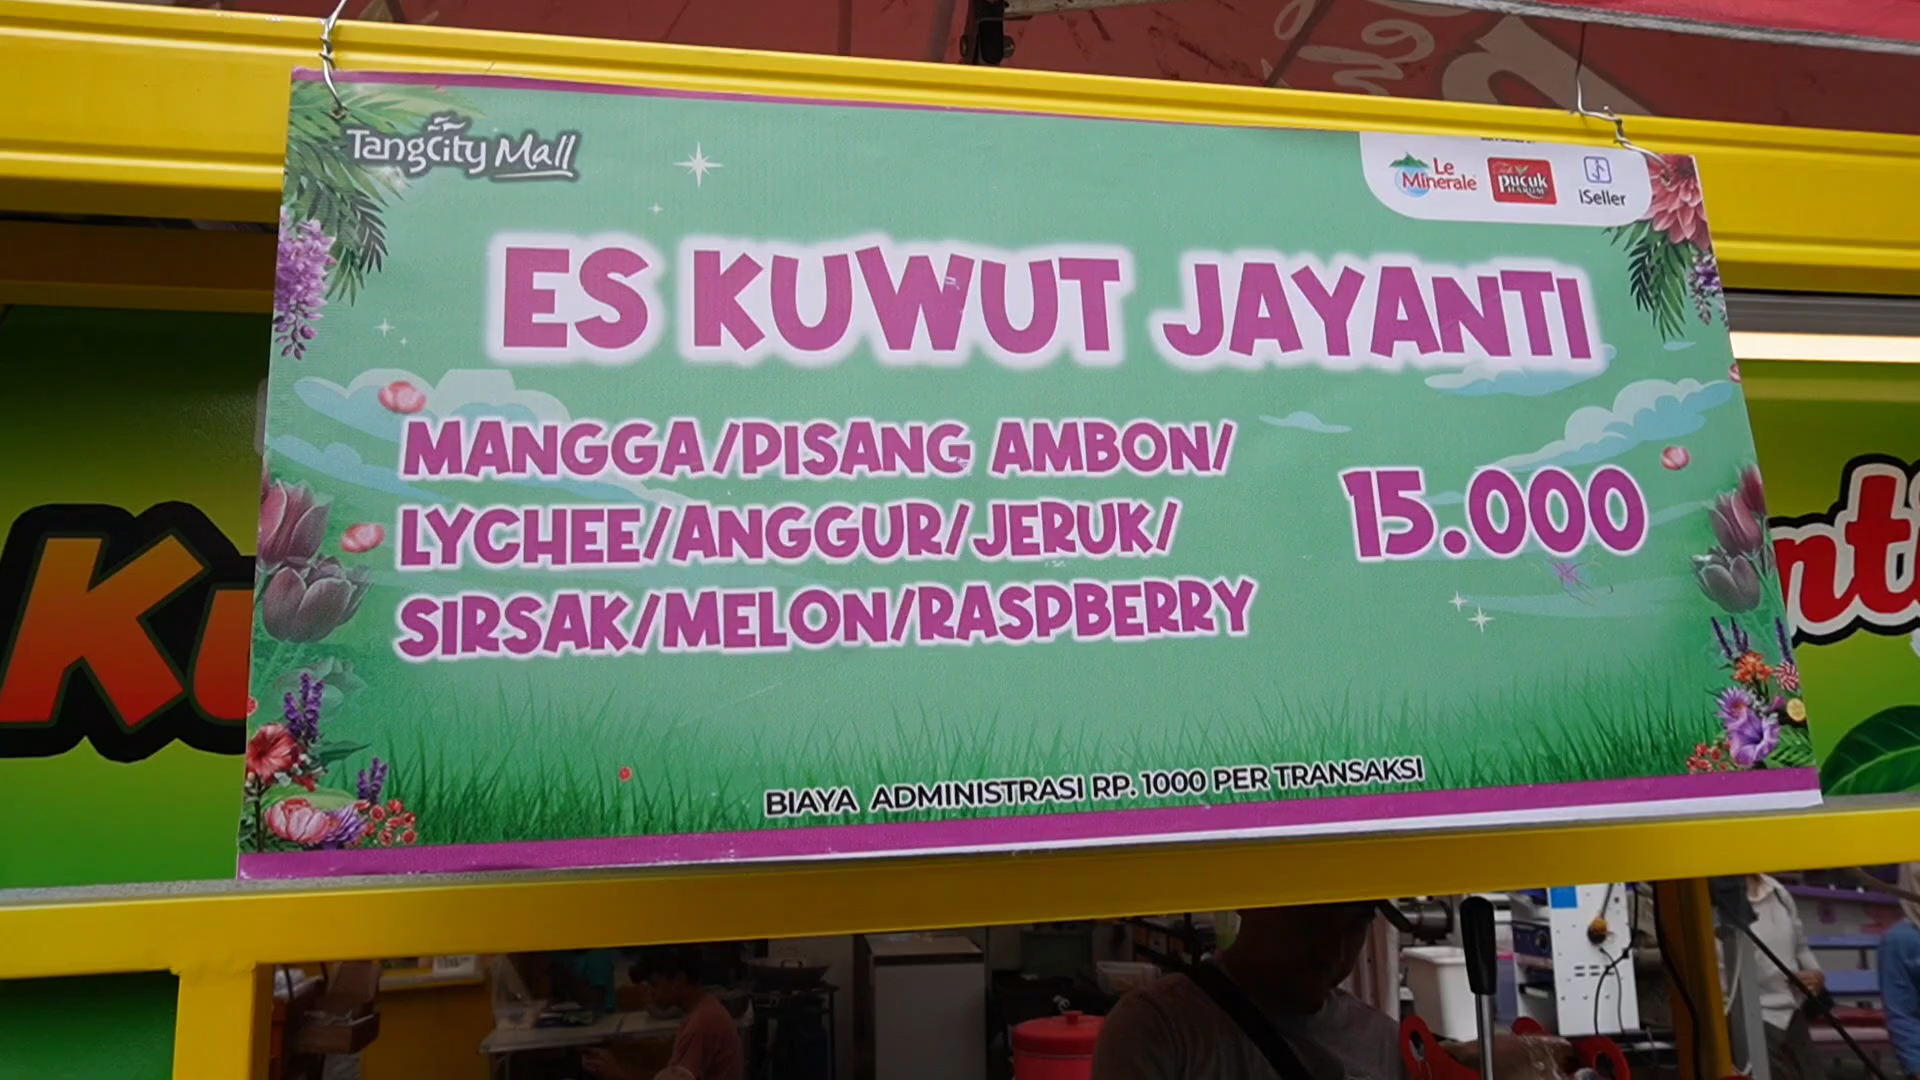 TangCity Mall
Le Minerale
Teh pucuk HARUM
iSeller
ES KUWUT JAYANTI
MANGGA/PISANG AMBON/
LYCHEE/ANGGUR/JERUK/
SIRSAK/MELON/RASPBERRY
15.000
BIAYA ADMINISTRASI RP. 1000 PER TRANSAKSI